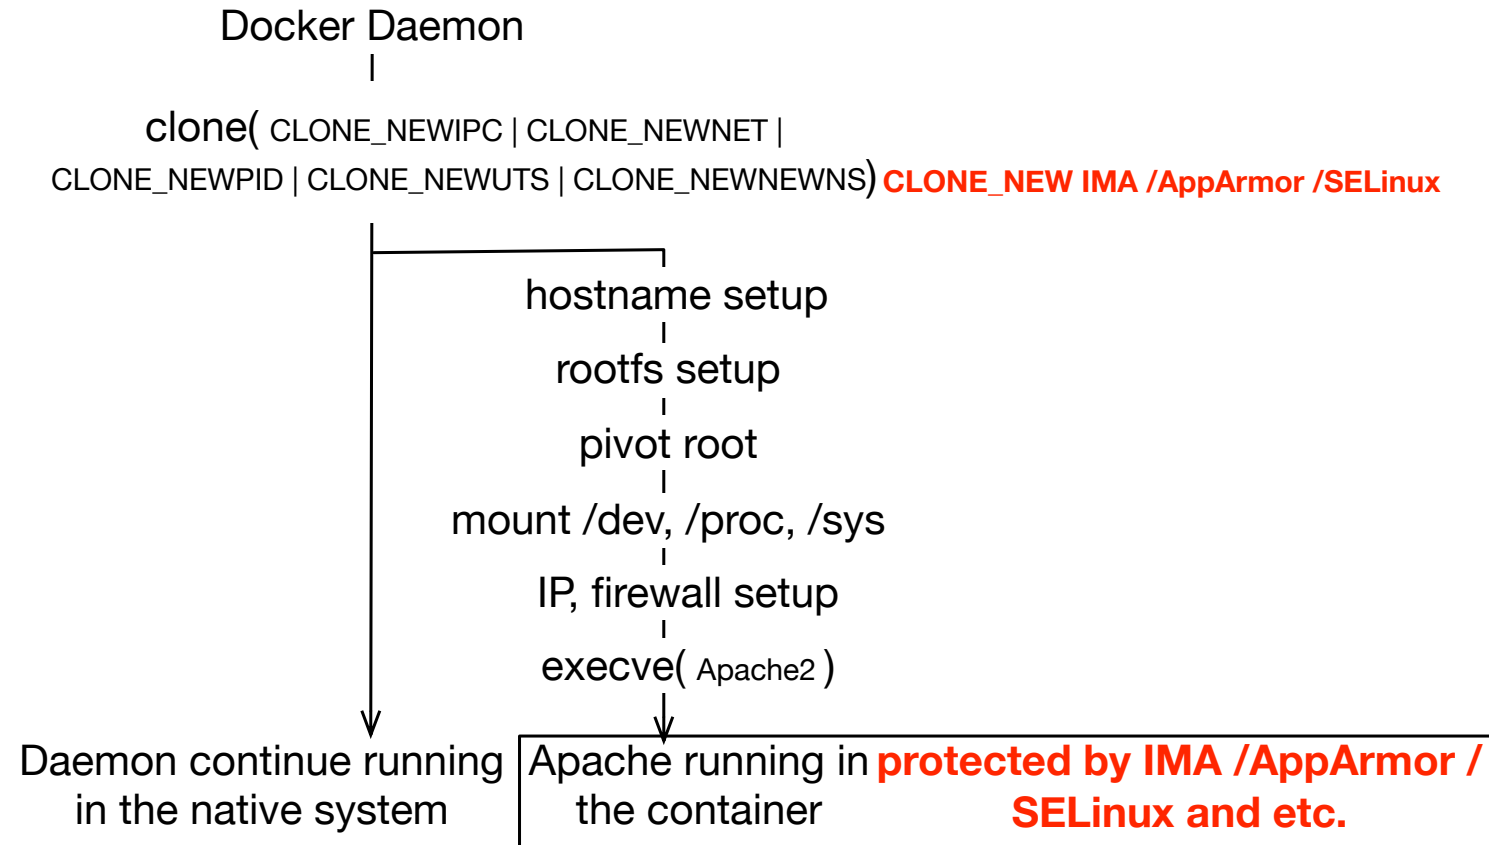 Docker Daemon
clone( CLONE_NEWIPC | CLONE_NEWNET |
CLONE_NEWPID | CLONE_NEWUTS | CLONE_NEWNEWNS) CLONE_NEW IMA /AppArmor /SELinux
hostname setup
rootfs setup
pivot root
mount /dev, /proc, /sys
IP, firewall setup
execve( Apache2 )
Daemon continue running
in the native system
Apache running in
the container
protected by IMA /AppArmor /
SELinux and etc.